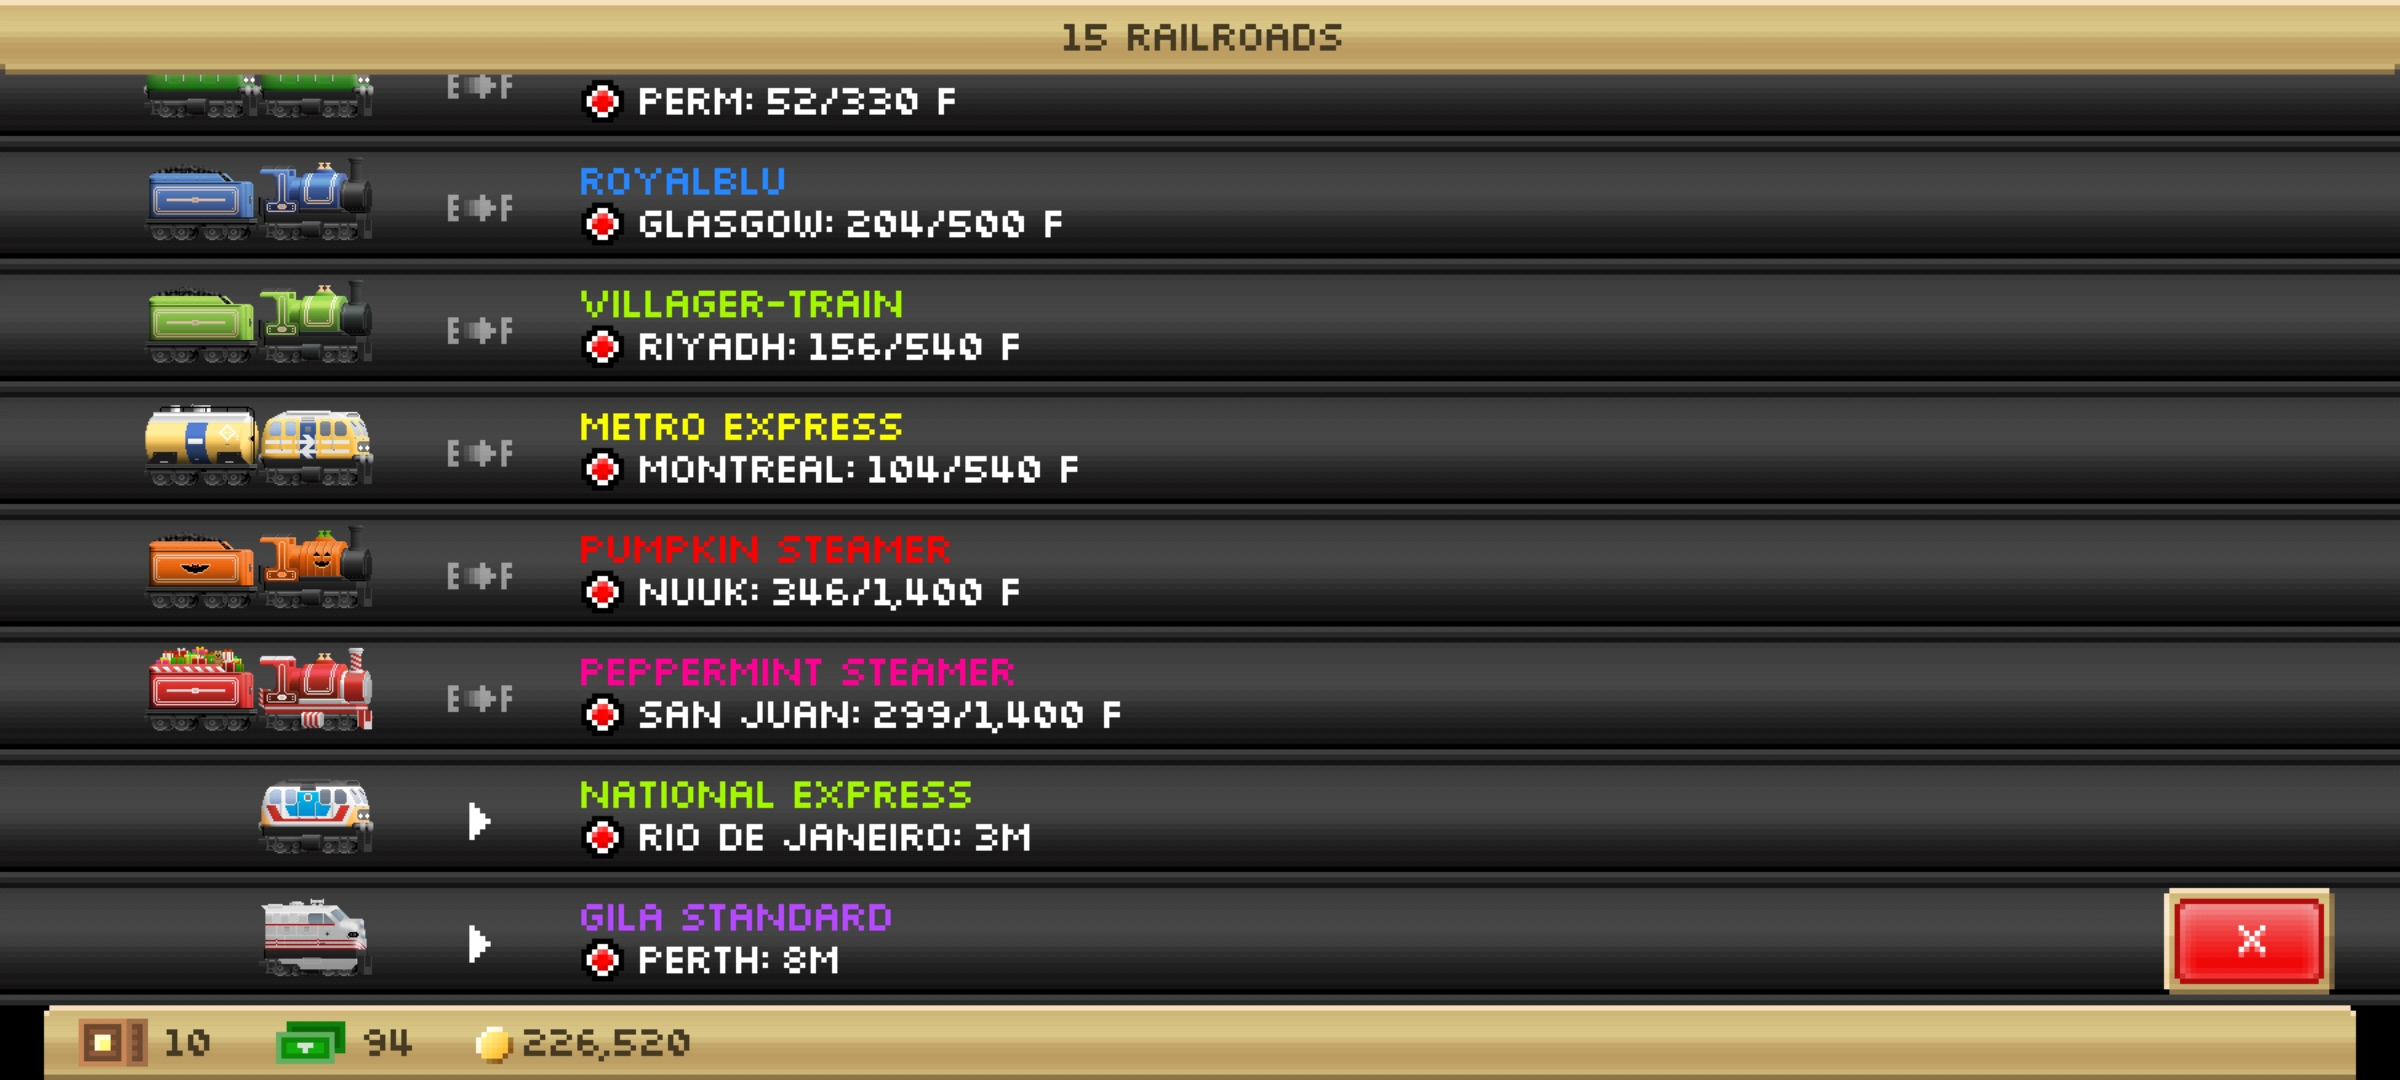 15 RAILROADS
E F
PERM: 52/330 F
ROYALBLU
E F
GLASGOW: 204/500 F
VILLAGER-TRAIN
E F
RIYADH: 156/540 F
METRO EXPRESS
E F
MONTREAL: 104/540 F
PUMPKIN STEAMER
E F
NUUK: 346/1,400 F
PEPPERMINT STEAMER
E F
SAN JUAN: 299/1,400 F
NATIONAL EXPRESS
RIO DE JANEIRO: 3M
GILA STANDARD
PERTH: 8M
X
10 94 226,520